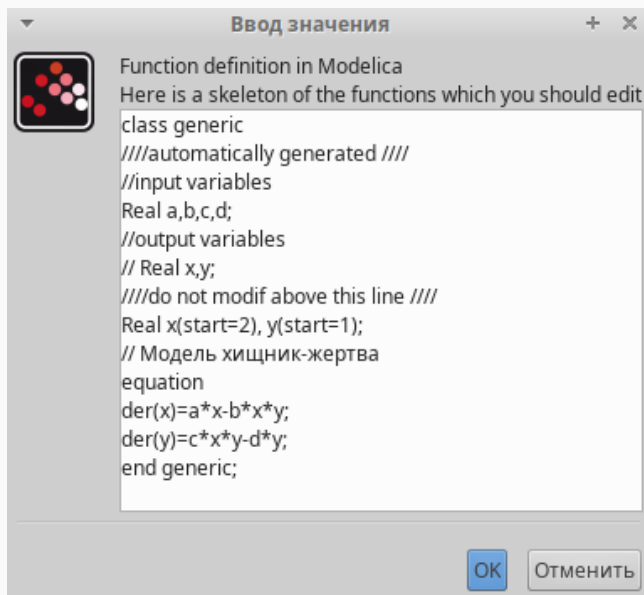 Ввод значения
Function definition in Modelica
Here is a skeleton of the functions which you should edit
class generic
////automatically generated ////
//input variables
Real a,b,c,d;
//output variables
// Real x,y;
////do not modif above this line ////
Real x(start=2), y(start=1);
// Модель хищник-жертва
equation
der(x)=a*x-b*x*y;
der(y)=c*x*y-d*y;
end generic;
OK
Отменить